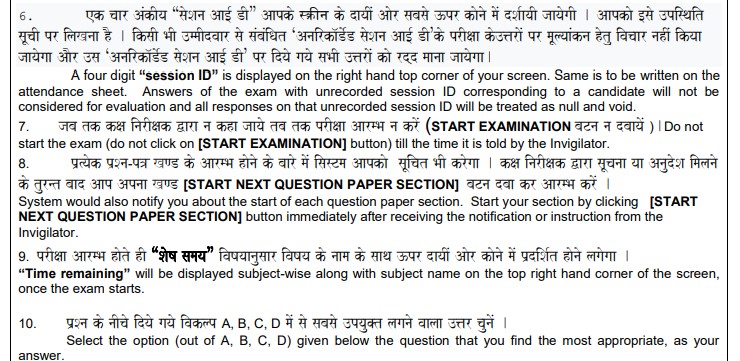 6. एक चार अंकीय “सेशन आई डी” आपके स्क्रीन के दायीं ओर सबसे ऊपर कोने में दर्शायी जायेगी । आपको इसे उपस्थिति
सूची पर लिखना है । किसी भी उम्मीदवार से संबंधित 'अनरिकॉर्डेड सेशन आई डी'के परीक्षा केउत्तरों पर मूल्यांकन हेतु विचार नहीं किया
जायेगा और उस 'अनरिकॉर्डेड सेशन आई डी' पर दिये गये सभी उत्तरों को रद्द माना जायेगा।
A four digit “session ID” is displayed on the right hand top corner of your screen. Same is to be written on the
attendance sheet. Answers of the exam with unrecorded session ID corresponding to a candidate will not be
considered for evaluation and all responses on that unrecorded session ID will be treated as null and void.
7. जब तक कक्ष निरीक्षक द्वारा न कहा जाये तब तक परीक्षा आरम्भ न करें (START EXAMINATION बटन न दबायें ) | Do not
start the exam (do not click on [START EXAMINATION] button) till the time it is told by the Invigilator.
8. प्रत्येक प्रश्न-पत्र खण्ड के आरम्भ होने के बारे में सिस्टम आपको सूचित भी करेगा । कक्ष निरीक्षक द्वारा सूचना या अनुदेश मिलने
के तुरन्त बाद आप अपना खण्ड [START NEXT QUESTION PAPER SECTION] बटन दबा कर आरम्भ करें ।
System would also notify you about the start of each question paper section. Start your section by clicking [START
NEXT QUESTION PAPER SECTION] button immediately after receiving the notification or instruction from the
Invigilator.
9. परीक्षा आरम्भ होते ही “शेष समय” विषयानुसार विषय के नाम के साथ ऊपर दायीं ओर कोने में प्रदर्शित होने लगेगा ।
“Time remaining” will be displayed subject-wise along with subject name on the top right hand corner of the screen,
once the exam starts.
10. प्रश्न के नीचे दिये गये विकल्प A, B, C, D में से सबसे उपयुक्त लगने वाला उत्तर चुनें ।
Select the option (out of A, B, C, D) given below the question that you find the most appropriate, as your
answer.